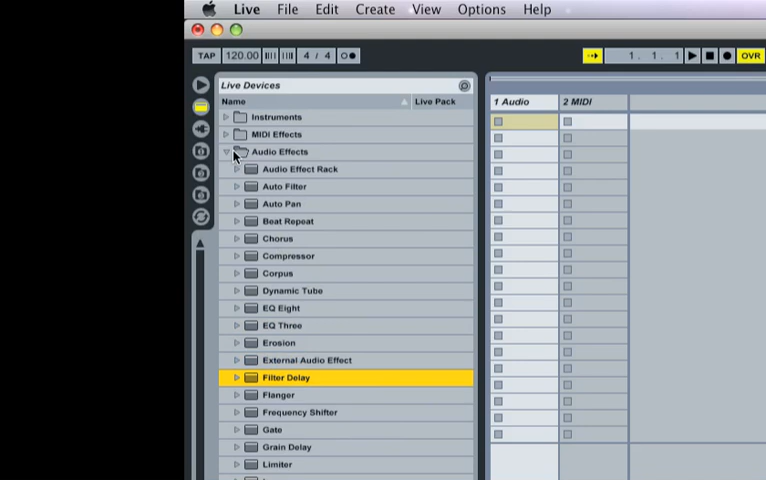 Live File Edit Create View Options Help
TAP 120.00 4 / 4 1. 1. 1 OVR
Live Devices
Name Live Pack 1 Audio 2 MIDI
Instruments
MIDI Effects
Audio Effects
Audio Effect Rack
Auto Filter
Auto Pan
Beat Repeat
Chorus
Compressor
Corpus
Dynamic Tube
EQ Eight
EQ Three
Erosion
External Audio Effect
Filter Delay
Flanger
Frequency Shifter
Gate
Grain Delay
Limiter